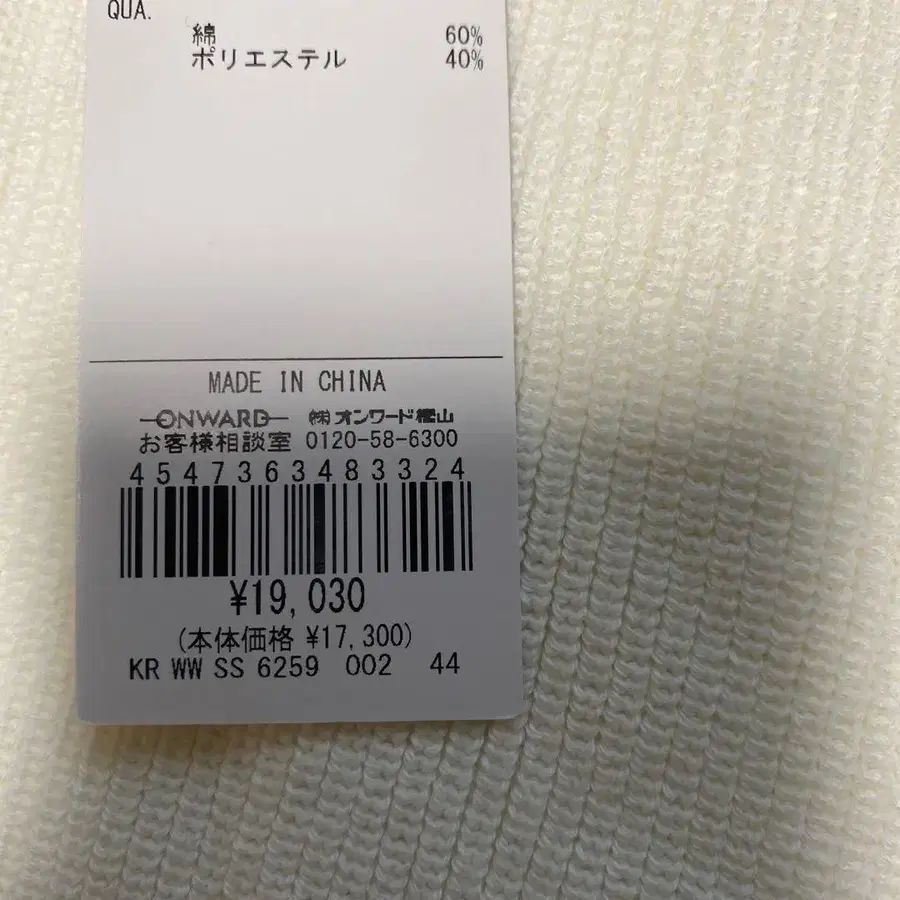 QUA.
綿 60%
ポリエステル 40%
MADE IN CHINA
ONWARD ㈱オンワード樫山
お客様相談室 0120-58-6300
4547363483324
¥19,030
(本体価格 ¥17,300)
KR WW SS 6259 002 44